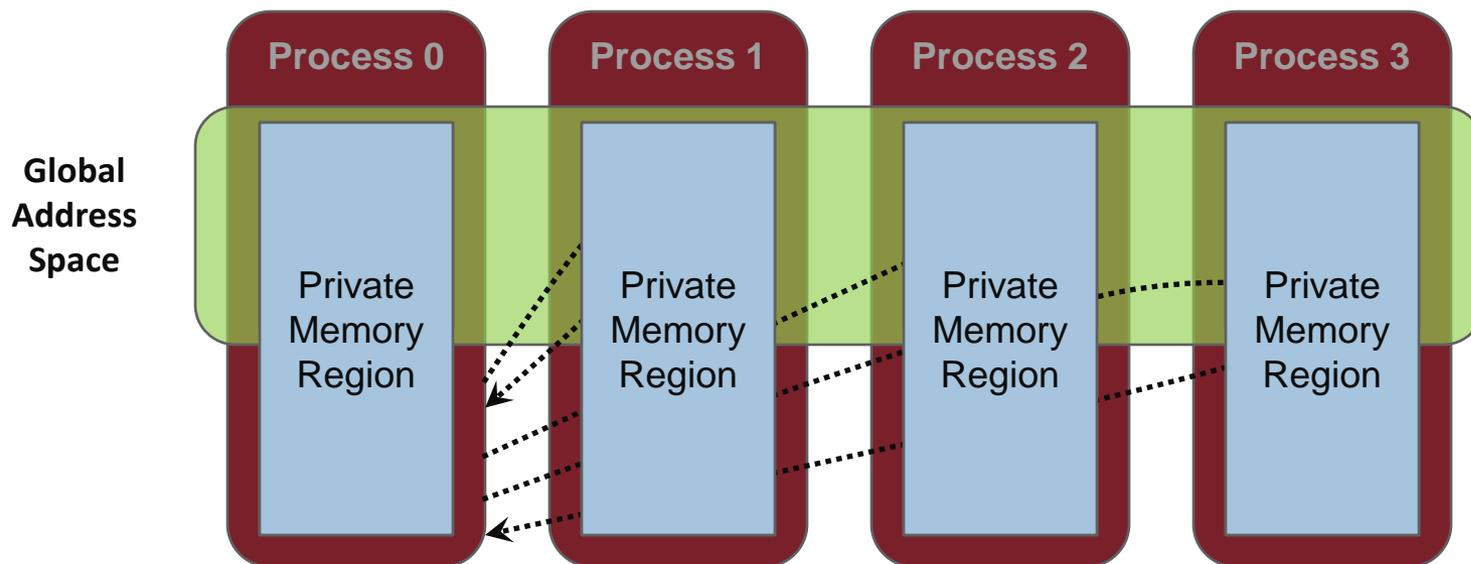 Process 0
Process 1
Process 2
Process 3
Global
Address
Space
Private
Memory
Region
Private
Memory
Region
Private
Memory
Region
Private
Memory
Region